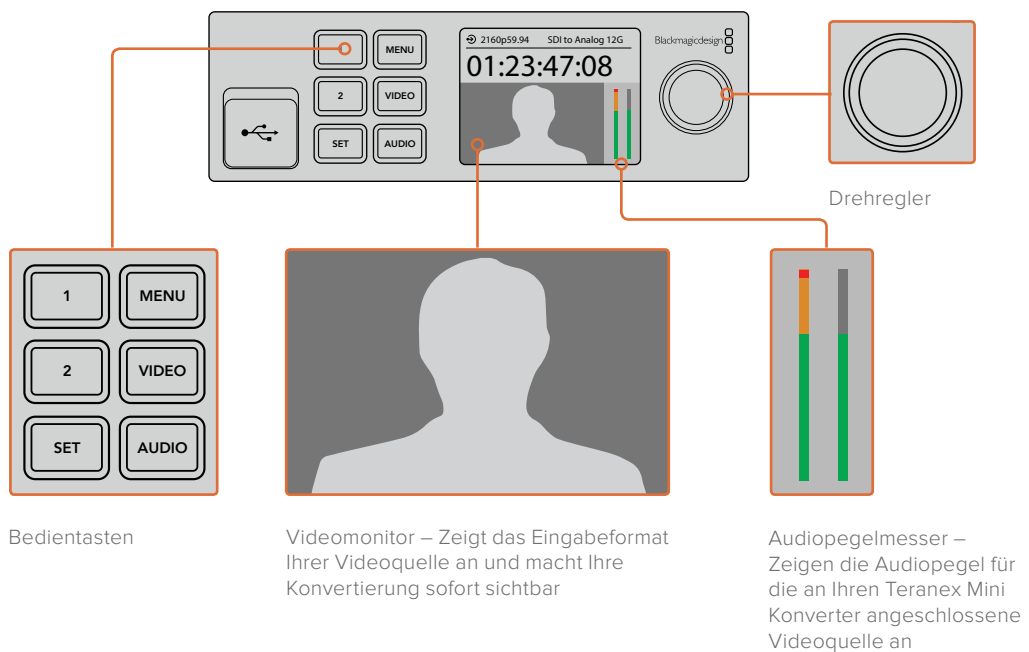 MENU
2
VIDEO
SET
AUDIO
2160p59.94 SDI to Analog 12G
01:23:47:08
Blackmagicdesign
Drehregler
1
MENU
2
VIDEO
SET
AUDIO
Bedientasten
Videomonitor – Zeigt das Eingabeformat
Ihrer Videoquelle an und macht Ihre
Konvertierung sofort sichtbar
Audiopegelmesser –
Zeigen die Audiopegel für
die an Ihren Teranex Mini
Konverter angeschlossene
Videoquelle an